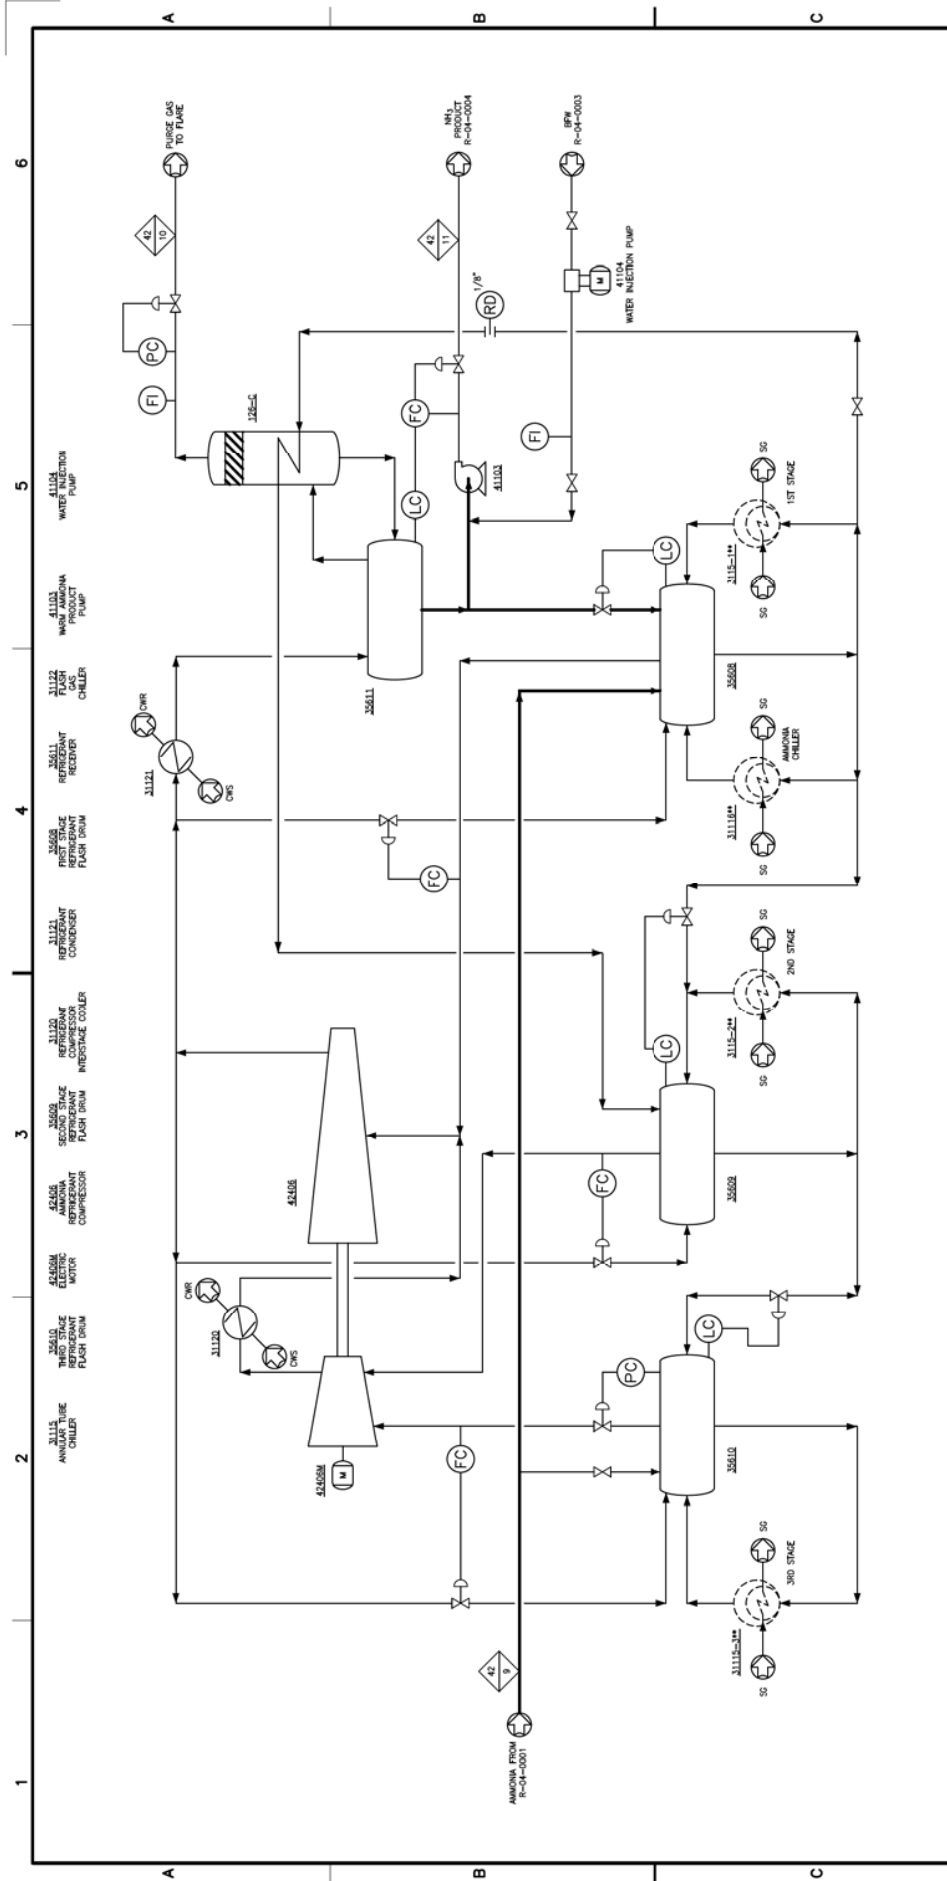 1
2
3
4
5
6
A
B
C
A
B
C
31115
ANNULAR TUBE
CHILLER
35610
THIRD STAGE
REFRIGERANT
FLASH DRUM
42406M
ELECTRIC
MOTOR
42406
AMMONIA
REFRIGERANT
COMPRESSOR
35609
SECOND STAGE
REFRIGERANT
FLASH DRUM
31120
REFRIGERANT
COMPRESSOR
INTERSTAGE COOLER
31121
REFRIGERANT
CONDENSER
35608
FIRST STAGE
REFRIGERANT
FLASH DRUM
35611
REFRIGERANT
RECEIVER
31122
FLASH
GAS
CHILLER
41103
WARM AMMONIA
PRODUCT
PUMP
41104
WATER INJECTION
PUMP
PURGE GAS
TO FLARE
42
10
PC
FI
126-C
NH₃
PRODUCT
R-04-0004
42
11
FC
LC
41103
BFW
R-04-0003
M
41104
WATER INJECTION PUMP
RD
1/8"
FI
CWR
31121
CWS
35611
FC
42406
CWR
31120
CWS
42406M
M
FC
42
9
AMMONIA FROM
R-04-0001
PC
LC
35610
SG
3RD STAGE
31115-3**
SG
FC
LC
35609
SG
2ND STAGE
3115-2**
SG
LC
35608
SG
AMMONIA
CHILLER
31116**
SG
SG
1ST STAGE
3115-1**
SG